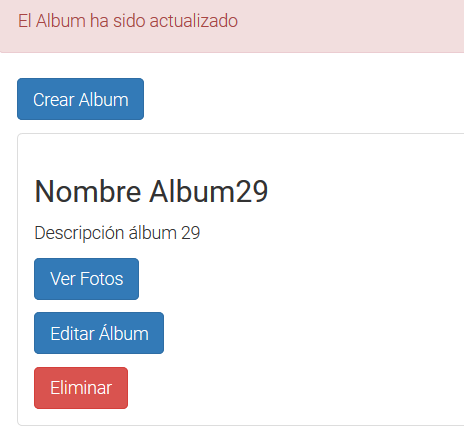 El Album ha sido actualizado
Crear Album
Nombre Album29
Descripción álbum 29
Ver Fotos
Editar Álbum
Eliminar